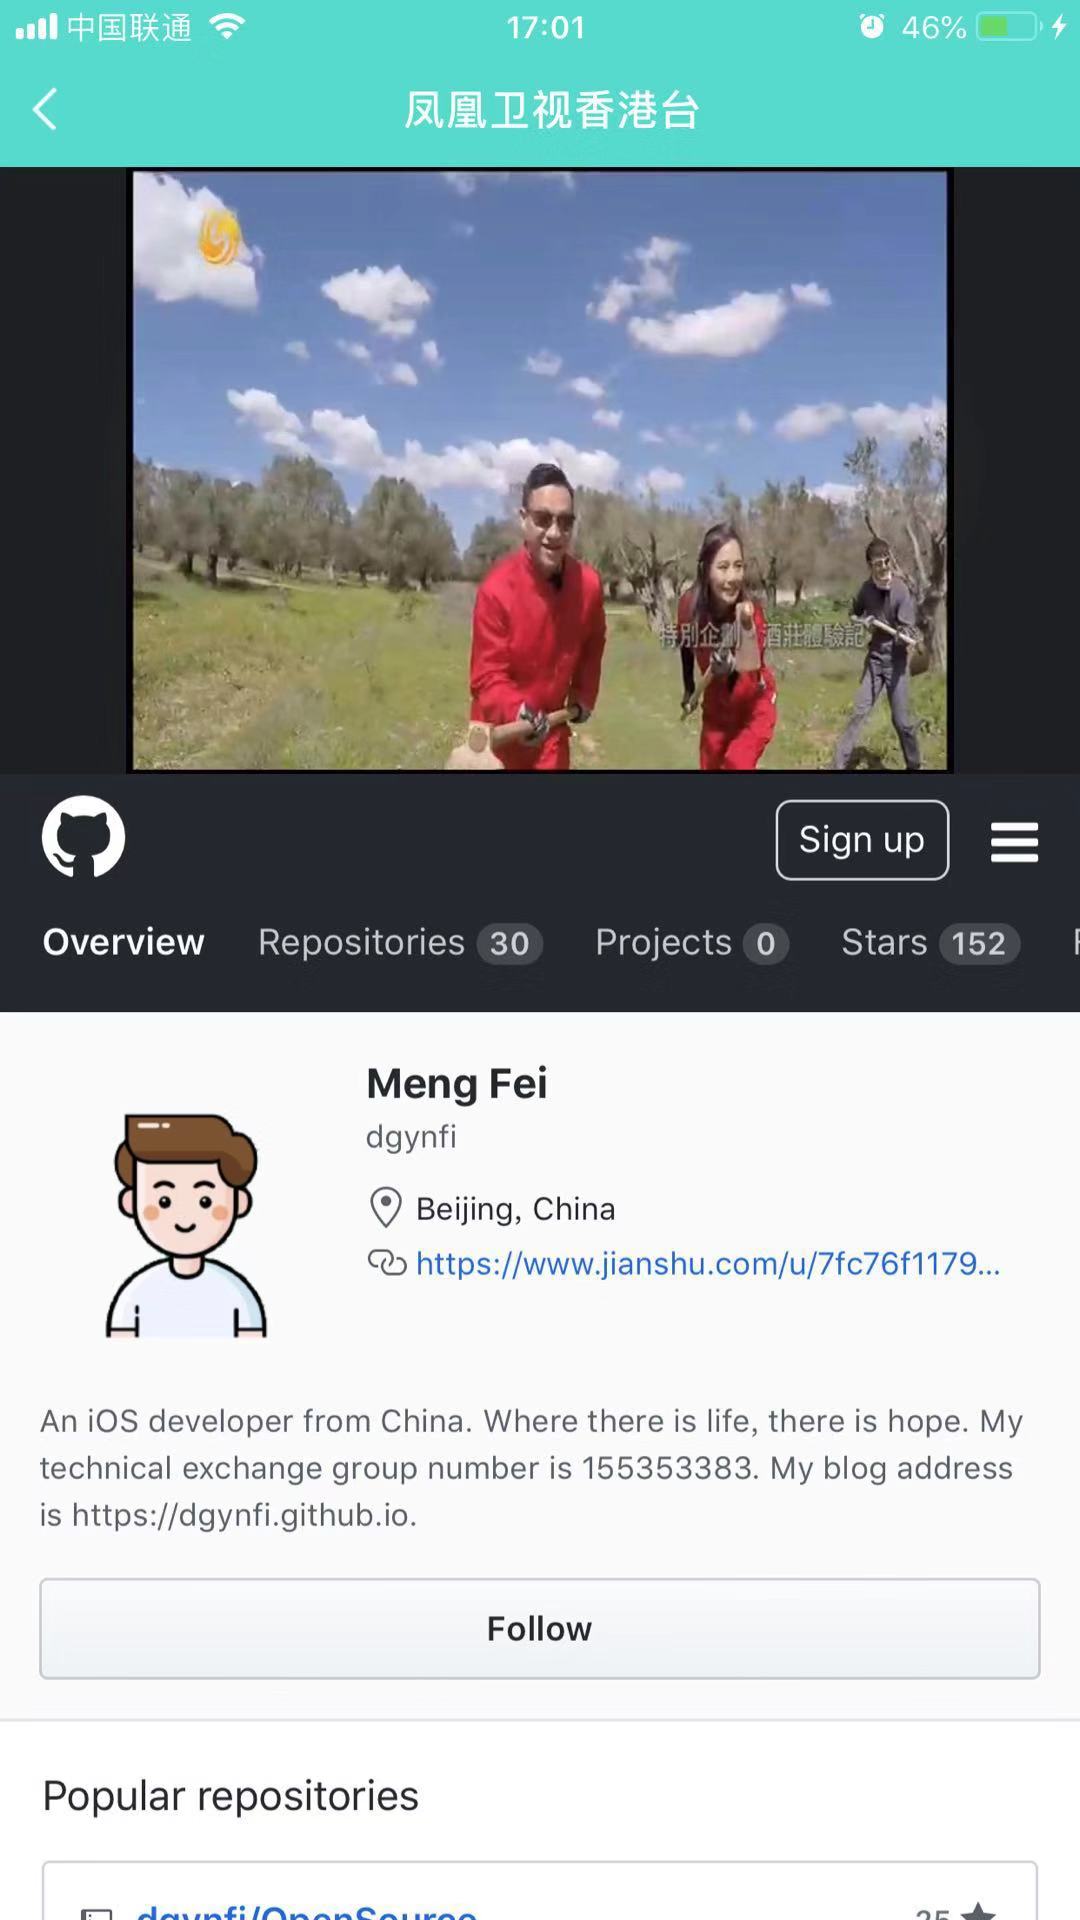 中国联通 17:01 46%
凤凰卫视香港台
特別企劃 酒莊體驗記
Sign up
Overview Repositories 30 Projects 0 Stars 152
Meng Fei
dgynfi
Beijing, China
https://www.jianshu.com/u/7fc76f1179...
An iOS developer from China. Where there is life, there is hope. My
technical exchange group number is 155353383. My blog address
is https://dgynfi.github.io.
Follow
Popular repositories
dgynfi/OpenSource 25